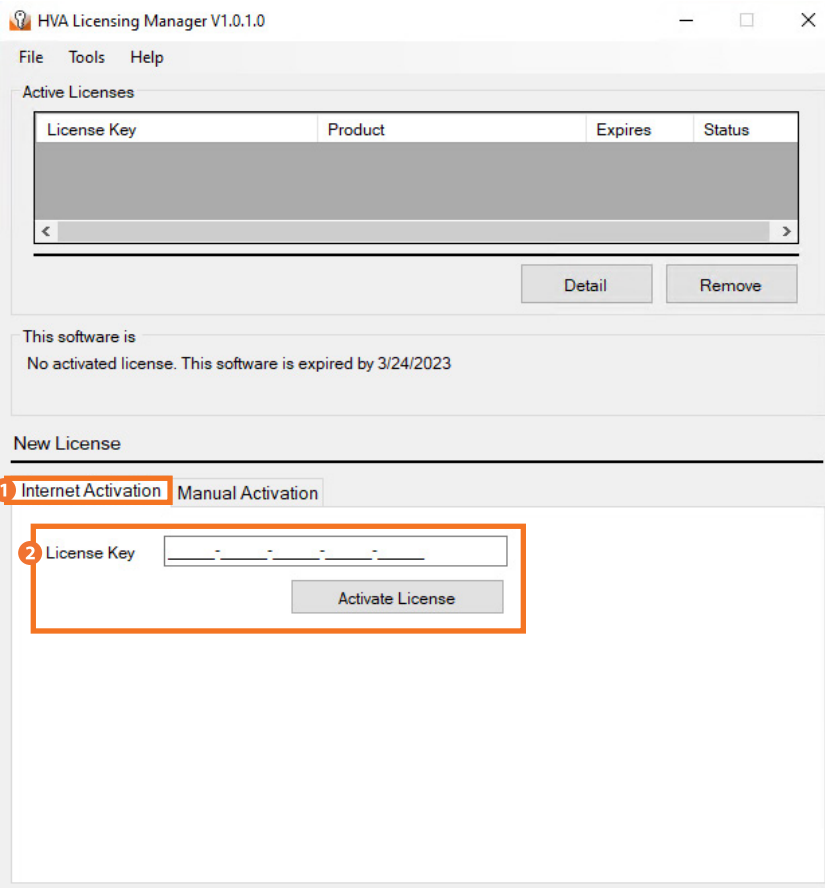 HVA Licensing Manager V1.0.1.0
File Tools Help
Active Licenses
License Key Product Expires Status
Detail Remove
This software is
No activated license. This software is expired by 3/24/2023
New License
1 Internet Activation Manual Activation
2 License Key _____-_____-_____-_____-_____
Activate License